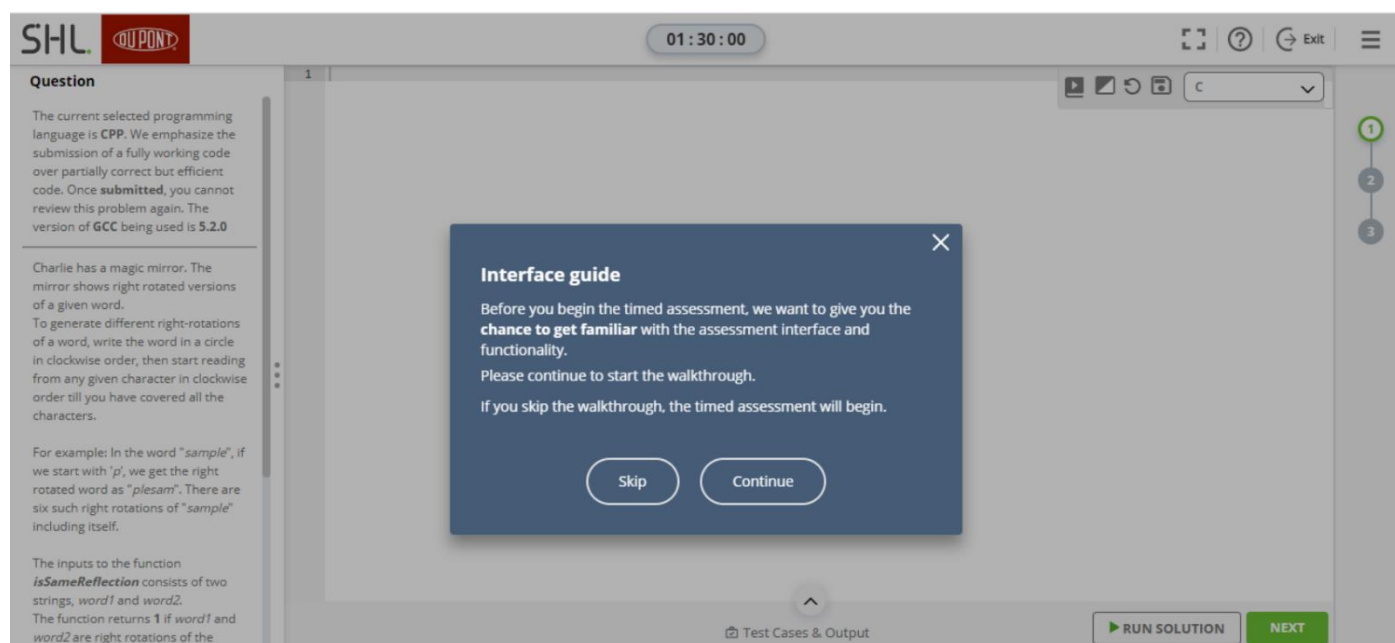 SHL.
DUPONT
01 : 30 : 00
Exit
Question
The current selected programming
language is CPP. We emphasize the
submission of a fully working code
over partially correct but efficient
code. Once submitted, you cannot
review this problem again. The
version of GCC being used is 5.2.0
Charlie has a magic mirror. The
mirror shows right rotated versions
of a given word.
To generate different right-rotations
of a word, write the word in a circle
in clockwise order, then start reading
from any given character in clockwise
order till you have covered all the
characters.
For example: In the word "sample", if
we start with 'p', we get the right
rotated word as "plesam". There are
six such right rotations of "sample"
including itself.
The inputs to the function
isSameReflection consists of two
strings, word1 and word2.
The function returns 1 if word1 and
word2 are right rotations of the
1
C
Interface guide
Before you begin the timed assessment, we want to give you the
chance to get familiar with the assessment interface and
functionality.
Please continue to start the walkthrough.
If you skip the walkthrough, the timed assessment will begin.
Skip
Continue
Test Cases & Output
RUN SOLUTION
NEXT
1
2
3